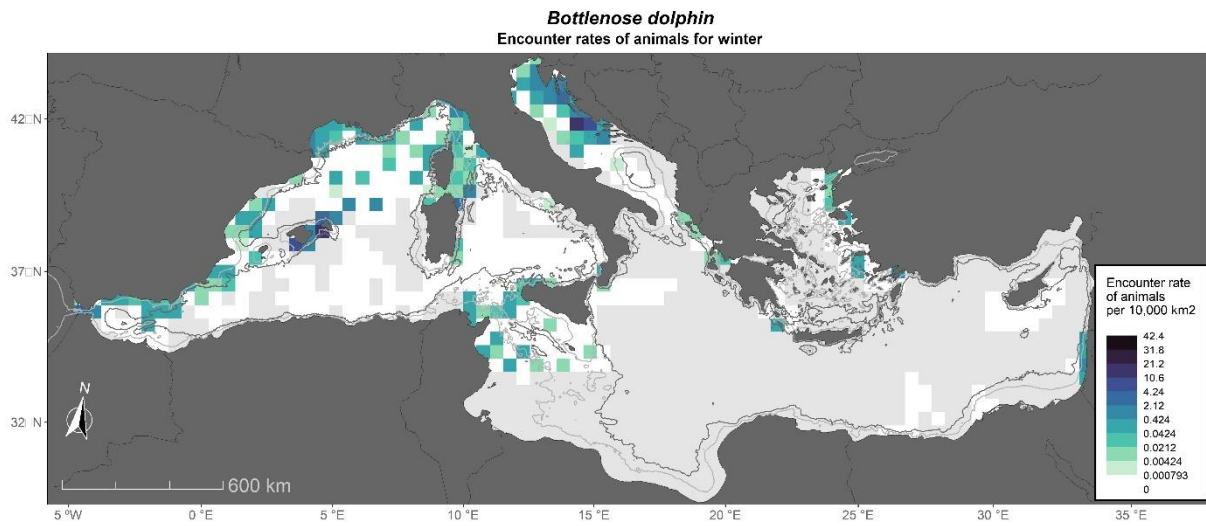 Bottlenose dolphin
Encounter rates of animals for winter
42□N
37□N
32 N
N
600 km
5 °W
0 °E
5 °E
10 °E
15 °E
20 °E
25 °E
30 °E
35 °E
Encounter rate
of animals
per 10,000 km2
42.4
31.8
21.2
10.6
4.24
2.12
0.424
0.0424
0.0212
0.00424
0.000793
0